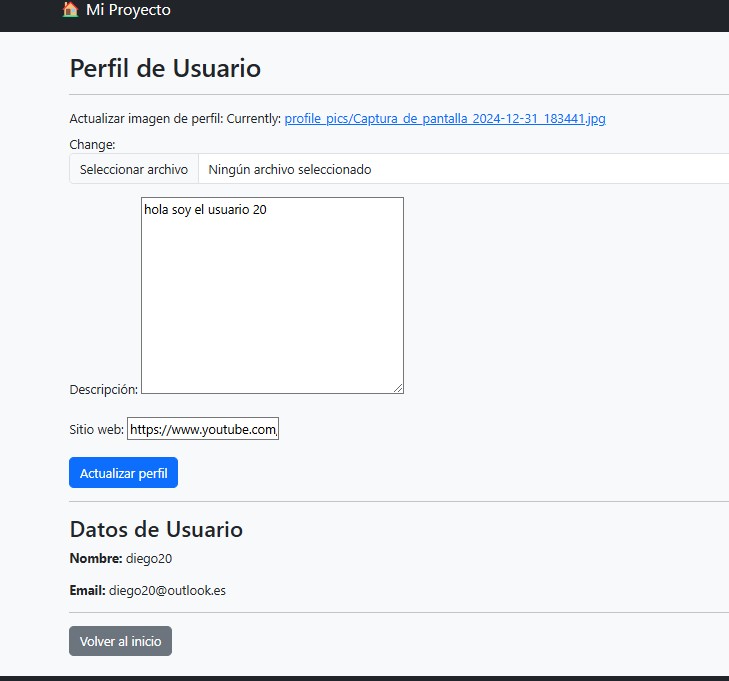 Mi Proyecto
Perfil de Usuario
Actualizar imagen de perfil: Currently: profile_pics/Captura_de_pantalla_2024-12-31_183441.jpg
Change:
Seleccionar archivo Ningún archivo seleccionado
hola soy el usuario 20
Descripción:
Sitio web: https://www.youtube.com,
Actualizar perfil
Datos de Usuario
Nombre: diego20
Email: diego20@outlook.es
Volver al inicio